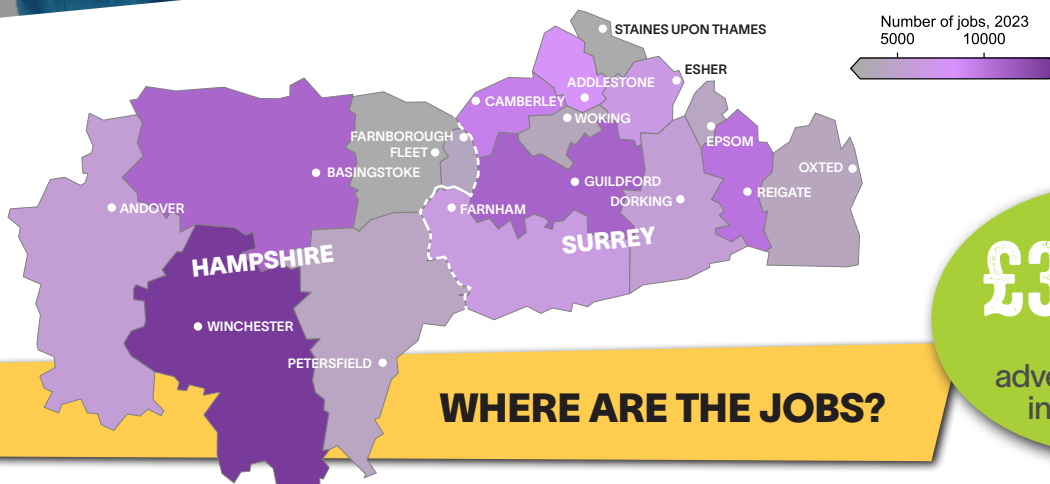 Number of jobs, 2023
5000 10000
STAINES UPON THAMES
ESHER
ADDLESTONE
CAMBERLEY
WOKING
FARNBOROUGH
FLEET
EPSOM
BASINGSTOKE
OXTED
GUILDFORD
REIGATE
DORKING
ANDOVER
FARNHAM
SURREY
HAMPSHIRE
WINCHESTER
PETERSFIELD
WHERE ARE THE JOBS?
£3
adve
in